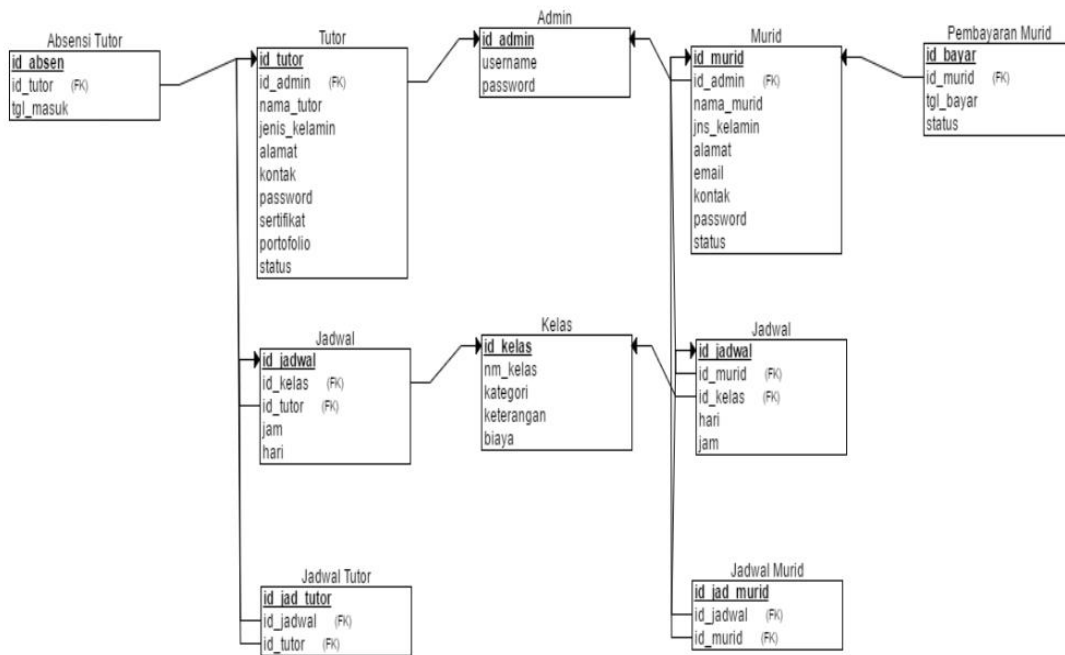 Absensi Tutor
id_absen
id_tutor (FK)
tgl_masuk
Tutor
id_tutor
id_admin (FK)
nama_tutor
jenis_kelamin
alamat
kontak
password
sertifikat
portofolio
status
Admin
id_admin
username
password
Murid
id_murid
id_admin (FK)
nama_murid
jns_kelamin
alamat
email
kontak
password
status
Pembayaran Murid
id_bayar
id_murid (FK)
tgl_bayar
status
Jadwal
id_jadwal
id_kelas (FK)
id_tutor (FK)
jam
hari
Kelas
id_kelas
nm_kelas
kategori
keterangan
biaya
Jadwal
id_jadwal
id_murid (FK)
id_kelas (FK)
hari
jam
Jadwal Tutor
id_jad_tutor
id_jadwal (FK)
id_tutor (FK)
Jadwal Murid
id_jad_murid
id_jadwal (FK)
id_murid (FK)